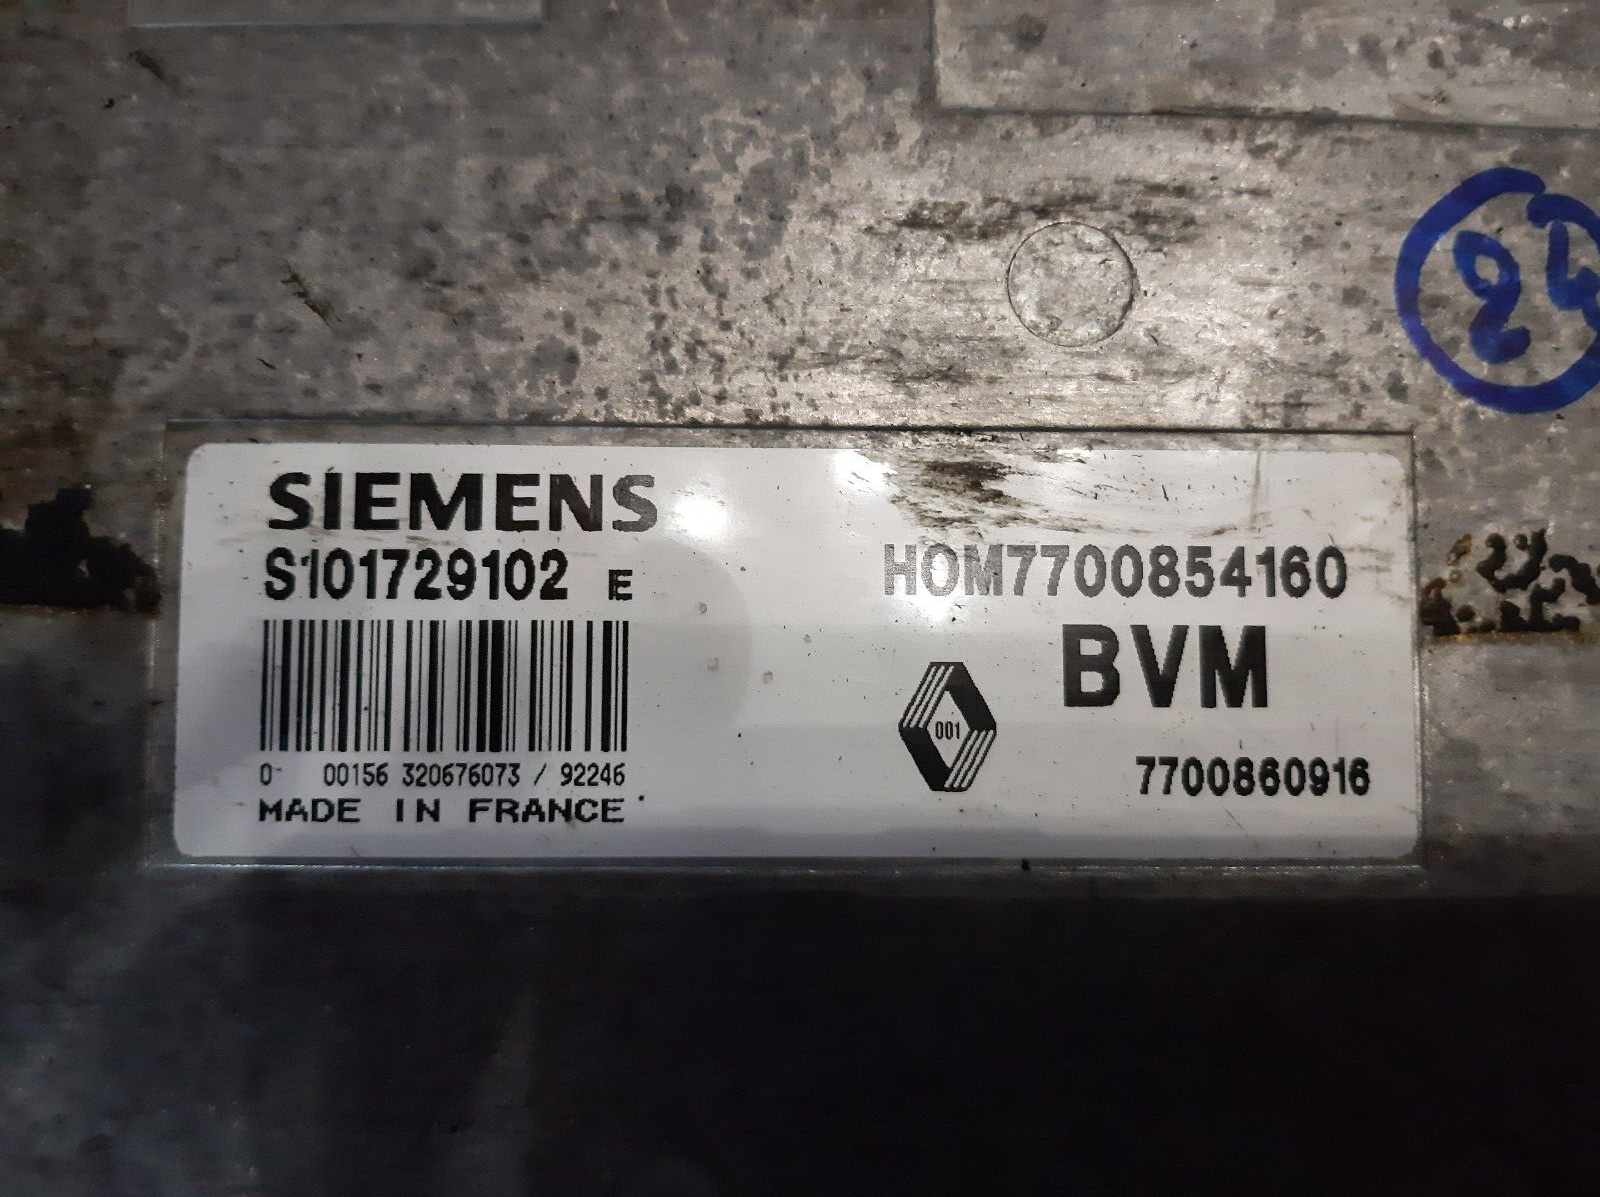 SIEMENS
S101729102 E
HOM7700854160
BVM
001
7700860916
0- 00156 320676073 / 92246
MADE IN FRANCE